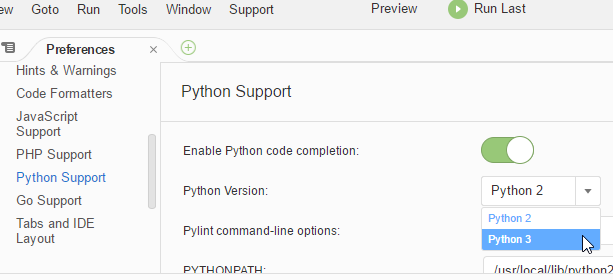 ew Goto Run Tools Window Support Preview Run Last
Preferences
Hints & Warnings
Code Formatters
JavaScript
Support
PHP Support
Python Support
Go Support
Tabs and IDE
Layout
Python Support
Enable Python code completion:
Python Version:
Python 2
Python 2
Python 3
Pylint command-line options:
PYTHONPATH:
/usr/local/lib/python2